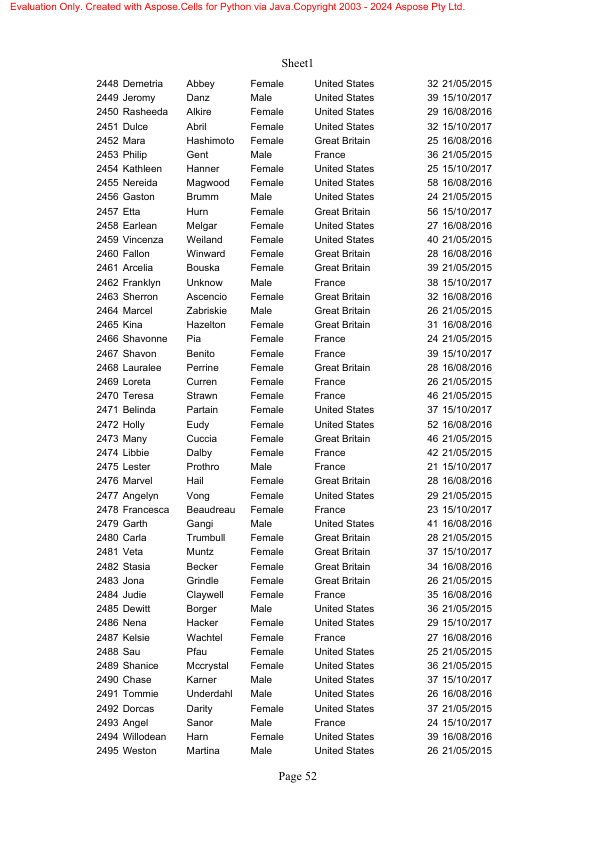 Evaluation Only. Created with Aspose.Cells for Python via Java.Copyright 2003 - 2024 Aspose Pty Ltd.
Sheet1
2448 Demetria Abbey Female United States 32 21/05/2015
2449 Jeromy Danz Male United States 39 15/10/2017
2450 Rasheeda Alkire Female United States 29 16/08/2016
2451 Dulce Abril Female United States 32 15/10/2017
2452 Mara Hashimoto Female Great Britain 25 16/08/2016
2453 Philip Gent Male France 36 21/05/2015
2454 Kathleen Hanner Female United States 25 15/10/2017
2455 Nereida Magwood Female United States 58 16/08/2016
2456 Gaston Brumm Male United States 24 21/05/2015
2457 Etta Hurn Female Great Britain 56 15/10/2017
2458 Earlean Melgar Female United States 27 16/08/2016
2459 Vincenza Weiland Female United States 40 21/05/2015
2460 Fallon Winward Female Great Britain 28 16/08/2016
2461 Arcelia Bouska Female Great Britain 39 21/05/2015
2462 Franklyn Unknow Male France 38 15/10/2017
2463 Sherron Ascencio Female Great Britain 32 16/08/2016
2464 Marcel Zabriskie Male Great Britain 26 21/05/2015
2465 Kina Hazelton Female Great Britain 31 16/08/2016
2466 Shavonne Pia Female France 24 21/05/2015
2467 Shavon Benito Female France 39 15/10/2017
2468 Lauralee Perrine Female Great Britain 28 16/08/2016
2469 Loreta Curren Female France 26 21/05/2015
2470 Teresa Strawn Female France 46 21/05/2015
2471 Belinda Partain Female United States 37 15/10/2017
2472 Holly Eudy Female United States 52 16/08/2016
2473 Many Cuccia Female Great Britain 46 21/05/2015
2474 Libbie Dalby Female France 42 21/05/2015
2475 Lester Prothro Male France 21 15/10/2017
2476 Marvel Hail Female Great Britain 28 16/08/2016
2477 Angelyn Vong Female United States 29 21/05/2015
2478 Francesca Beaudreau Female France 23 15/10/2017
2479 Garth Gangi Male United States 41 16/08/2016
2480 Carla Trumbull Female Great Britain 28 21/05/2015
2481 Veta Muntz Female Great Britain 37 15/10/2017
2482 Stasia Becker Female Great Britain 34 16/08/2016
2483 Jona Grindle Female Great Britain 26 21/05/2015
2484 Judie Claywell Female France 35 16/08/2016
2485 Dewitt Borger Male United States 36 21/05/2015
2486 Nena Hacker Female United States 29 15/10/2017
2487 Kelsie Wachtel Female France 27 16/08/2016
2488 Sau Pfau Female United States 25 21/05/2015
2489 Shanice Mccrystal Female United States 36 21/05/2015
2490 Chase Karner Male United States 37 15/10/2017
2491 Tommie Underdahl Male United States 26 16/08/2016
2492 Dorcas Darity Female United States 37 21/05/2015
2493 Angel Sanor Male France 24 15/10/2017
2494 Willodean Harn Female United States 39 16/08/2016
2495 Weston Martina Male United States 26 21/05/2015
Page 52